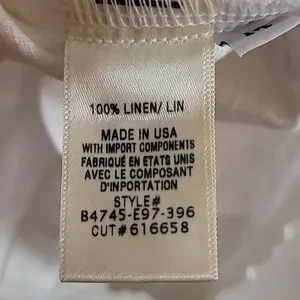 100% LINEN/ LIN
MADE IN USA
WITH IMPORT COMPONENTS
FABRIQUÉ EN ETATS UNIS
AVEC LE COMPOSANT
D'INPORTATION
STYLE#
B4745-E97-396
CUT#616658